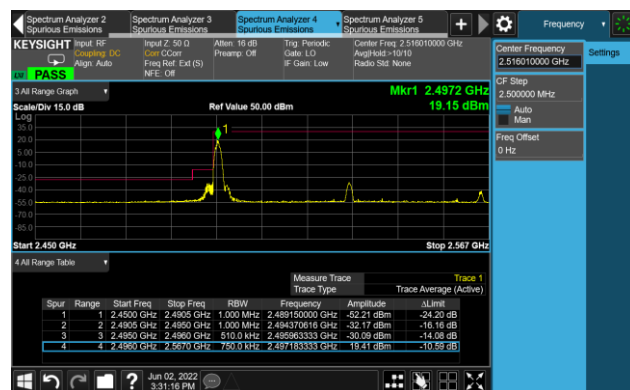 Spectrum Analyzer 2
Spurious Emissions
Spectrum Analyzer 3
Spurious Emissions
Spectrum Analyzer 4
Spurious Emissions
Spectrum Analyzer 5
Spurious Emissions
+
Frequency
KEYSIGHT
Input: RF
Coupling: DC
Align: Auto
Input Z: 50 Ω
Corr CCorr
Freq Ref: Ext (S)
NFE: Off
Atten: 16 dB
Preamp: Off
Trig: Periodic
Gate: LO
IF Gain: Low
Center Freq: 2.516010000 GHz
Avg|Hold:>10/10
Radio Std: None
PASS
Center Frequency
2.516010000 GHz
Settings
CF Step
2.500000 MHz
Auto
Man
Freq Offset
0 Hz
3 All Range Graph
Mkr1 2.4972 GHz
Scale/Div 15.0 dB
Ref Value 50.00 dBm
19.15 dBm
Log
35.0
20.0
5.00
-10.0
-25.0
-40.0
-55.0
-70.0
-85.0
1
Start 2.450 GHz
Stop 2.567 GHz
4 All Range Table
Measure Trace Trace 1
Trace Type Trace Average (Active)
Spur Range Start Freq Stop Freq RBW Frequency Amplitude ΔLimit
1 1 2.4500 GHz 2.4905 GHz 1.000 MHz 2.489150000 GHz -52.21 dBm -24.20 dB
2 2 2.4905 GHz 2.4950 GHz 1.000 MHz 2.494370616 GHz -32.17 dBm -16.16 dB
3 3 2.4950 GHz 2.4960 GHz 510.0 kHz 2.495963333 GHz -30.09 dBm -14.08 dB
4 4 2.4960 GHz 2.5670 GHz 750.0 kHz 2.497183333 GHz 19.41 dBm -10.59 dB
?
Jun 02, 2022
3:31:16 PM